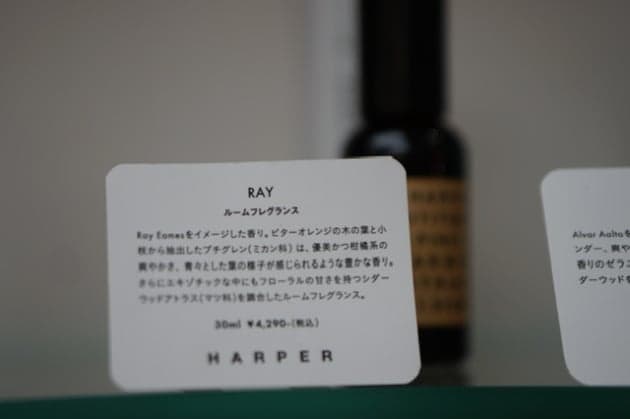 RAY
ルームフレグランス
Ray Eamesをイメージした香り。ビターオレンジの木の葉と小
枝から抽出したプチグレン(ミカン科)は、優美かつ柑橘系の
爽やかさ、青々とした葉の様子が感じられるような豊かな香り。
さらにエキゾチックな中にもフローラルの甘さを持つシダー
ウッドアトラス(マツ科)を調合したルームフレグランス。
30ml ¥4,290-(税込)
HARPER
Alvar Aaltoを
ンダー、爽や
香りのゼラニ
ダーウッドを